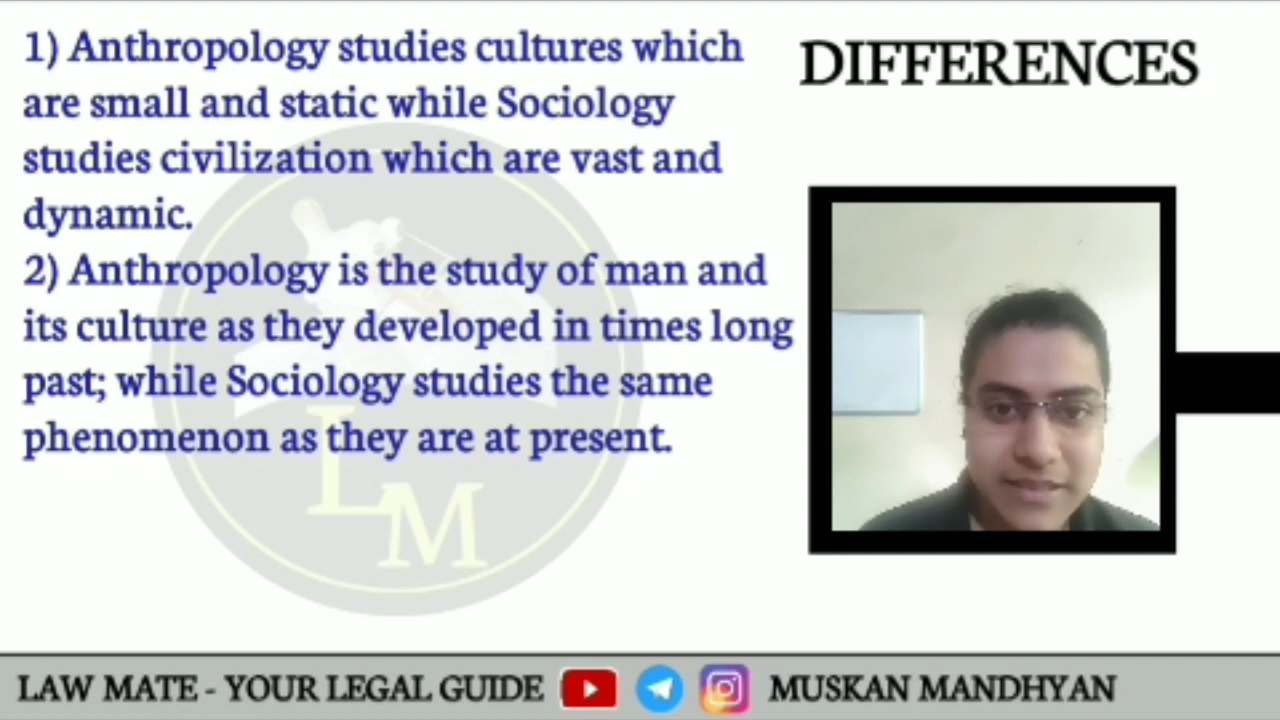 1) Anthropology studies cultures which
are small and static while Sociology
studies civilization which are vast and
dynamic.
2) Anthropology is the study of man and
its culture as they developed in times long
past; while Sociology studies the same
phenomenon as they are at present.
DIFFERENCES
LM
LAW MATE - YOUR LEGAL GUIDE MUSKAN MANDHYAN